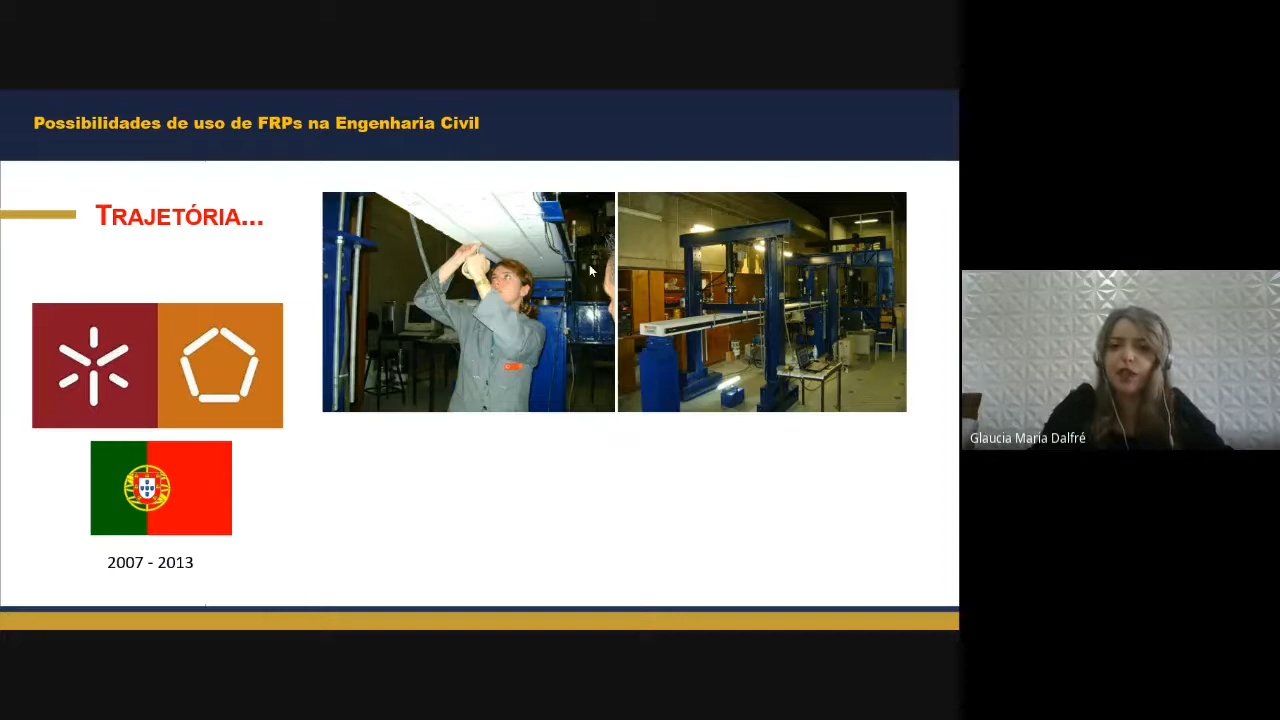 Possibilidades de uso de FRPs na Engenharia Civil
TRAJETÓRIA...
2007 - 2013
Glaucia Maria Dalfré